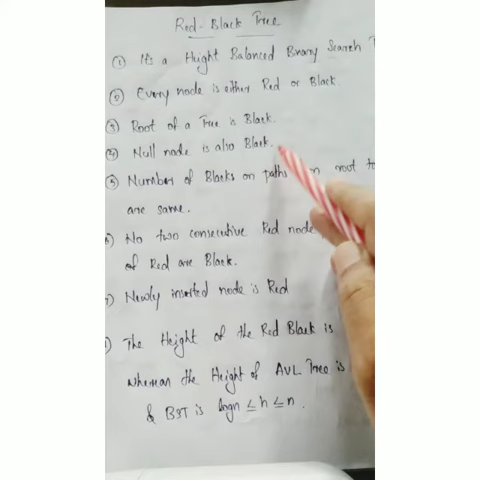 Red-Black Tree
① It's a Height Balanced Binary Search
② Every node is either Red or Black.
③ Root of a Tree is Black.
④ Null node is also Black.
⑤ Number of Blacks on paths root to
are same.
No two consecutive Red node
of Red are Black.
Newly inserted node is Red
The Height of the Red Black is
whereas the Height of AVL Tree is
& BST is logn ≤ h ≤ n.